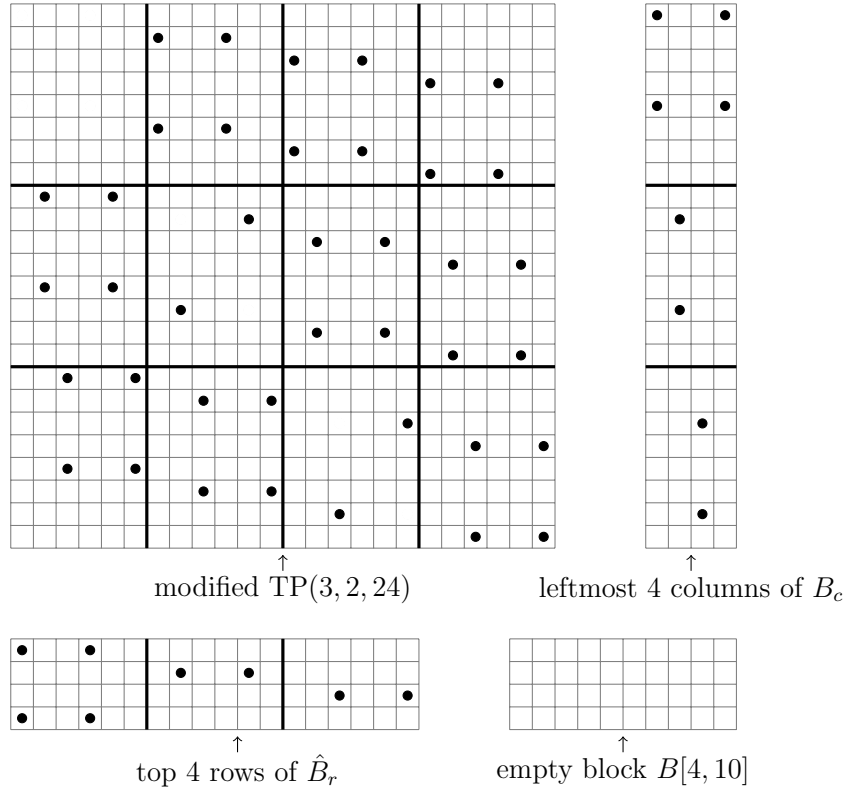 ↑ ↑
modified TP(3, 2, 24) leftmost 4 columns of B_c
↑ ↑
top 4 rows of B̂_r empty block B[4, 10]